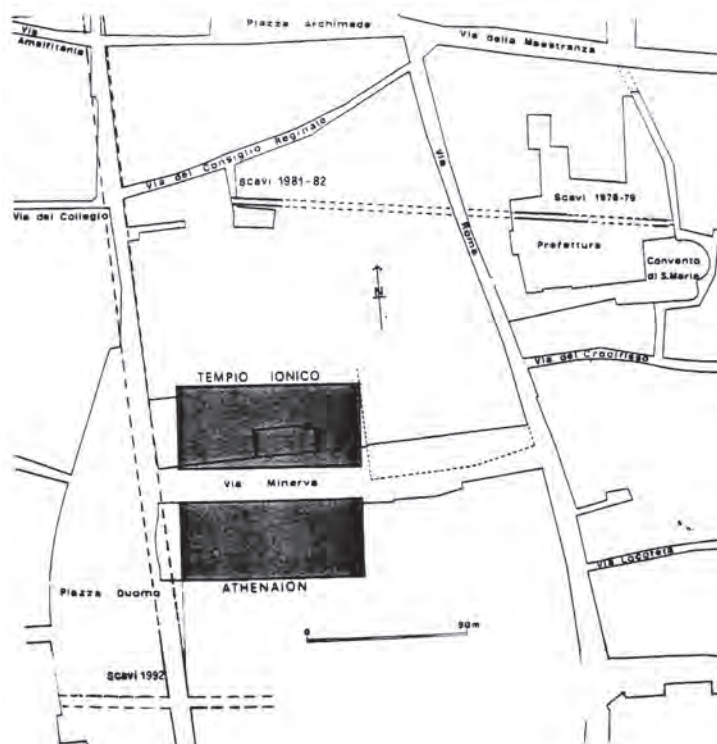 Via
Amalfitania
Piazza Archimede
Via della Maestranza
Via del Consiglio Reginale
Scavi 1981-82
Via del Collegio
Via
Roma
Scavi 1978-79
Prefettura
Convento
di S. Maria
N
Via del Crocifisso
TEMPIO IONICO
Via Minerva
ATHENAION
Piazza Duomo
Via Logoteta
0
90m
Scavi 1992